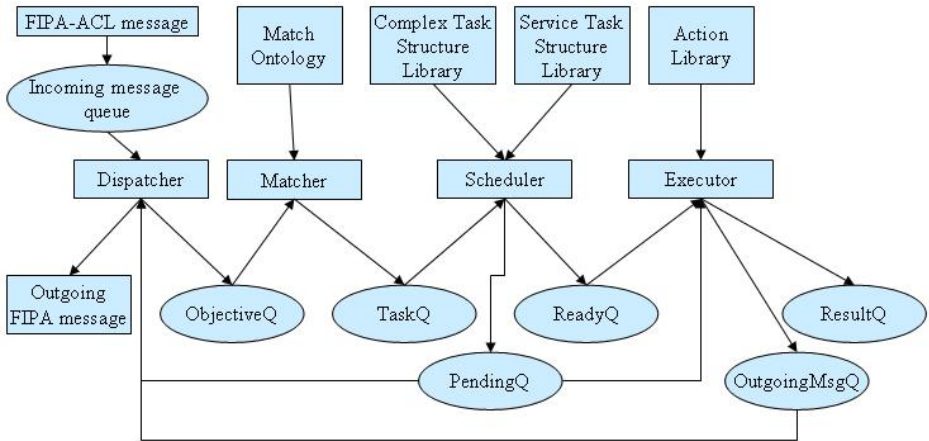 FIPA-ACL message
Match
Ontology
Complex Task
Structure
Library
Service Task
Structure
Library
Action
Library
Incoming message
queue
Dispatcher
Matcher
Scheduler
Executor
Outgoing
FIPA message
ObjectiveQ
TaskQ
ReadyQ
ResultQ
PendingQ
OutgoingMsgQ